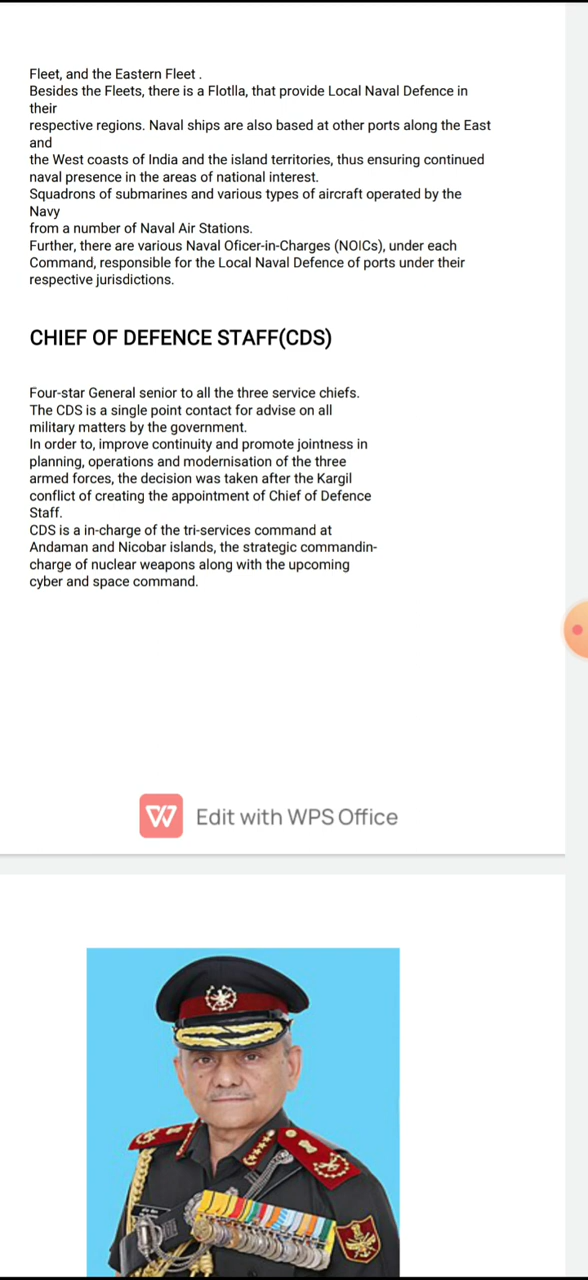 Fleet, and the Eastern Fleet .
Besides the Fleets, there is a Flotlla, that provide Local Naval Defence in
their
respective regions. Naval ships are also based at other ports along the East
and
the West coasts of India and the island territories, thus ensuring continued
naval presence in the areas of national interest.
Squadrons of submarines and various types of aircraft operated by the
Navy
from a number of Naval Air Stations.
Further, there are various Naval Oficer-in-Charges (NOICs), under each
Command, responsible for the Local Naval Defence of ports under their
respective jurisdictions.
CHIEF OF DEFENCE STAFF(CDS)
Four-star General senior to all the three service chiefs.
The CDS is a single point contact for advise on all
military matters by the government.
In order to, improve continuity and promote jointness in
planning, operations and modernisation of the three
armed forces, the decision was taken after the Kargil
conflict of creating the appointment of Chief of Defence
Staff.
CDS is a in-charge of the tri-services command at
Andaman and Nicobar islands, the strategic commandin-
charge of nuclear weapons along with the upcoming
cyber and space command.
Edit with WPS Office